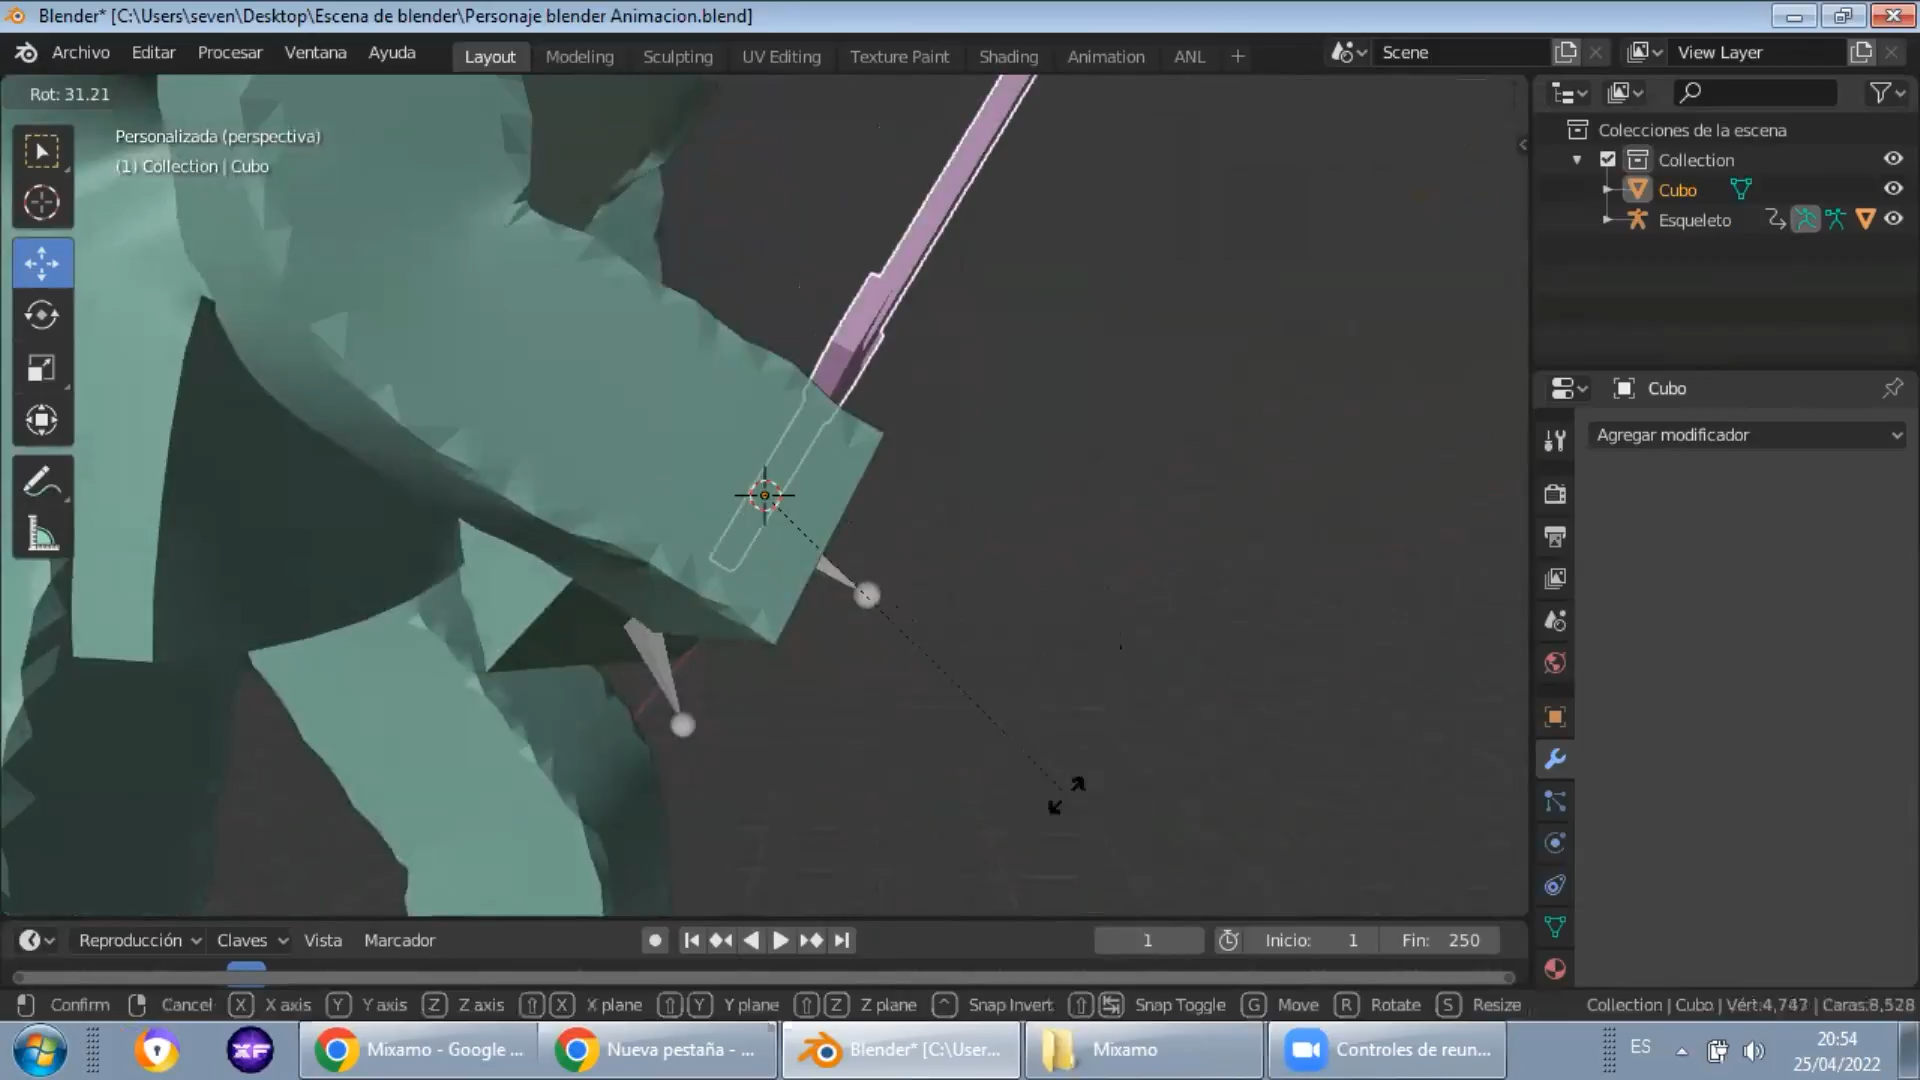 Blender* [C:\Users\seven\Desktop\Escena de blender\Personaje blender Animacion.blend]
Archivo Editar Procesar Ventana Ayuda Layout Modeling Sculpting UV Editing Texture Paint Shading Animation ANL + Scene View Layer
Rot: 31.21
Personalizada (perspectiva)
(1) Collection | Cubo
Colecciones de la escena
Collection
Cubo
Esqueleto
Cubo
Agregar modificador
Reproducción Claves Vista Marcador 1 Inicio: 1 Fin: 250
Confirm Cancel X X axis Y Y axis Z Z axis X X plane Y Y plane Z Z plane Snap Invert Snap Toggle G Move R Rotate S Resize Collection | Cubo | Vért:4,747 | Caras:8,528
XF Mixamo - Google ... Nueva pestaña - ... Blender* [C:\User... Mixamo Controles de reun... ES 20:54
25/04/2022